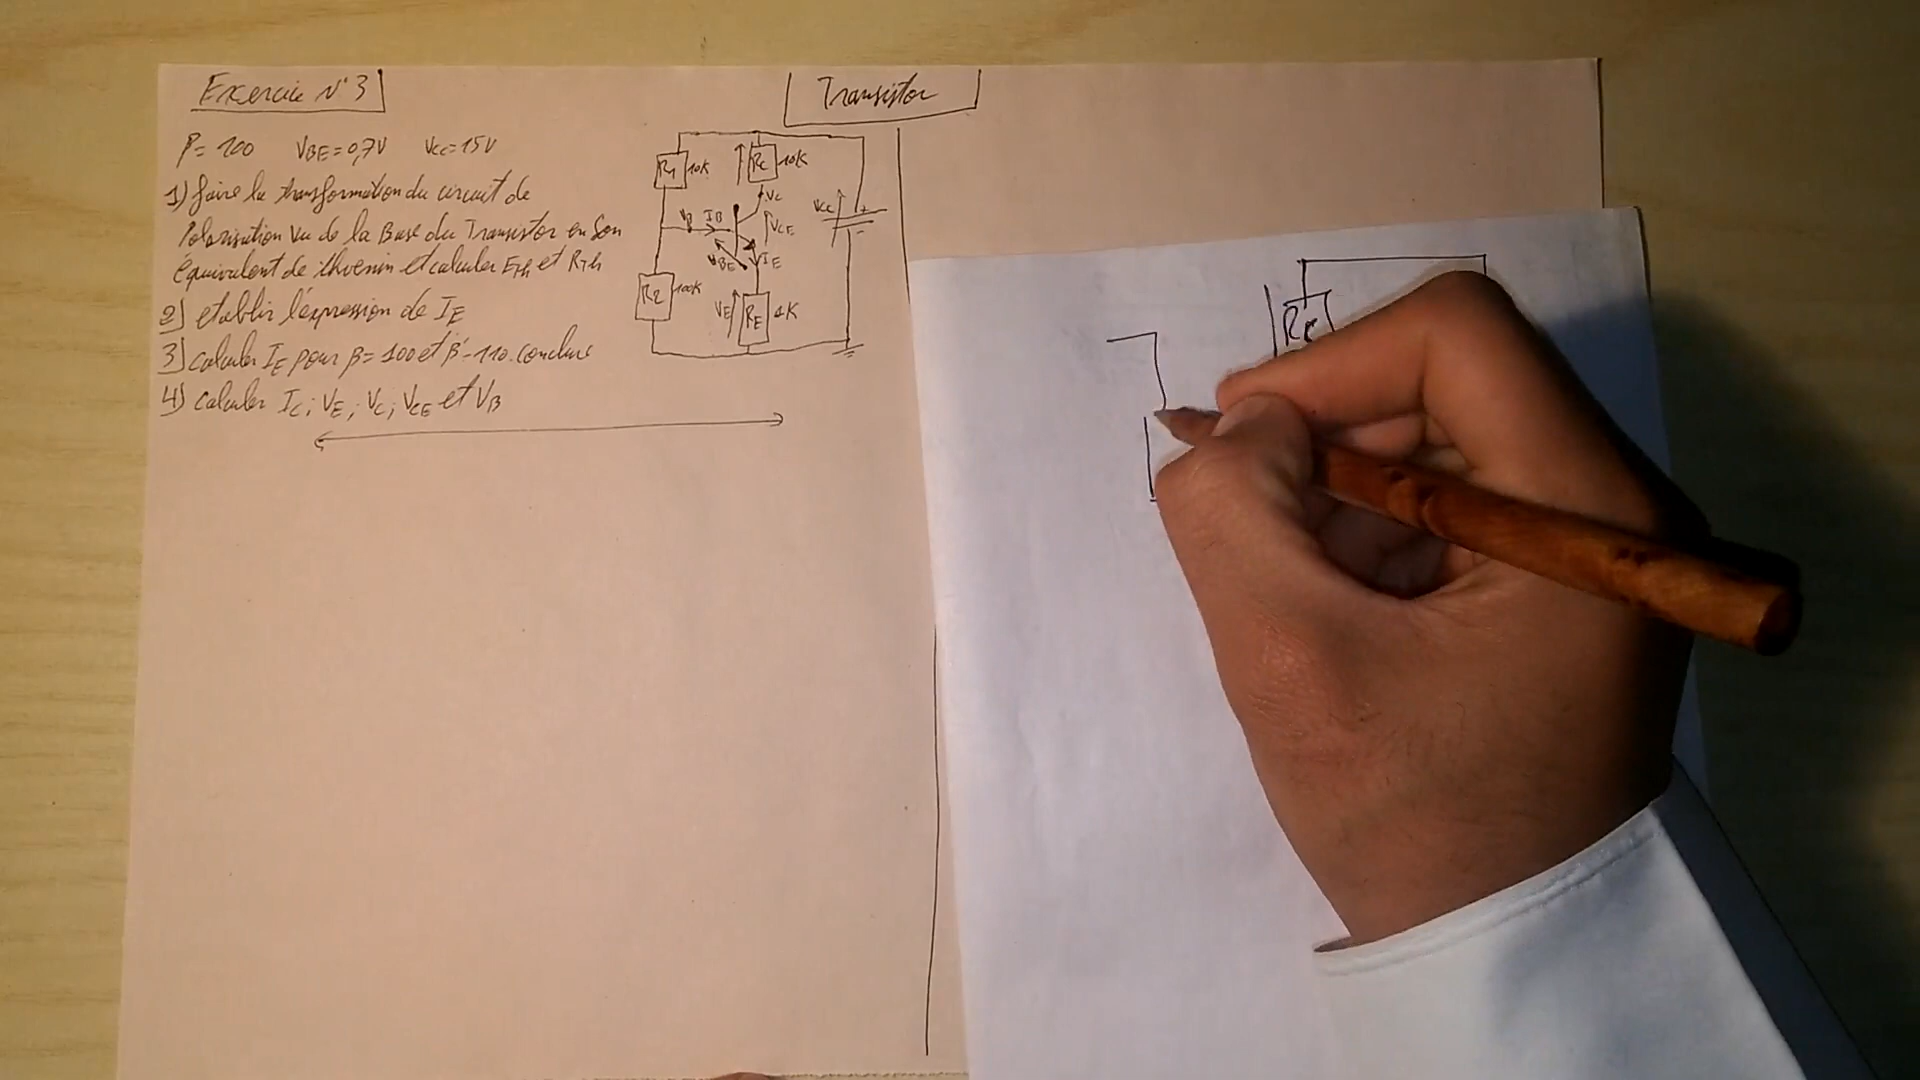 Exercice N°3
Transistor
β= 100 VBE=0,7V Vcc=15V
1) faire la transformation du circuit de
Polarisation Vu de la Base du Transistor en Son
équivalent de thvenin et calculer ETh et RTh
2) etablir l'éxpression de IE
3) calculer IE pour β=100 et β'=110. Conclure
4) calculer IC; VE; VC; VCE et VB
R1 10K
RC 10K
VC
VCC
+
-
VB IB
VCE
VBE
IE
R2 100K
VE
RE 1K
RC